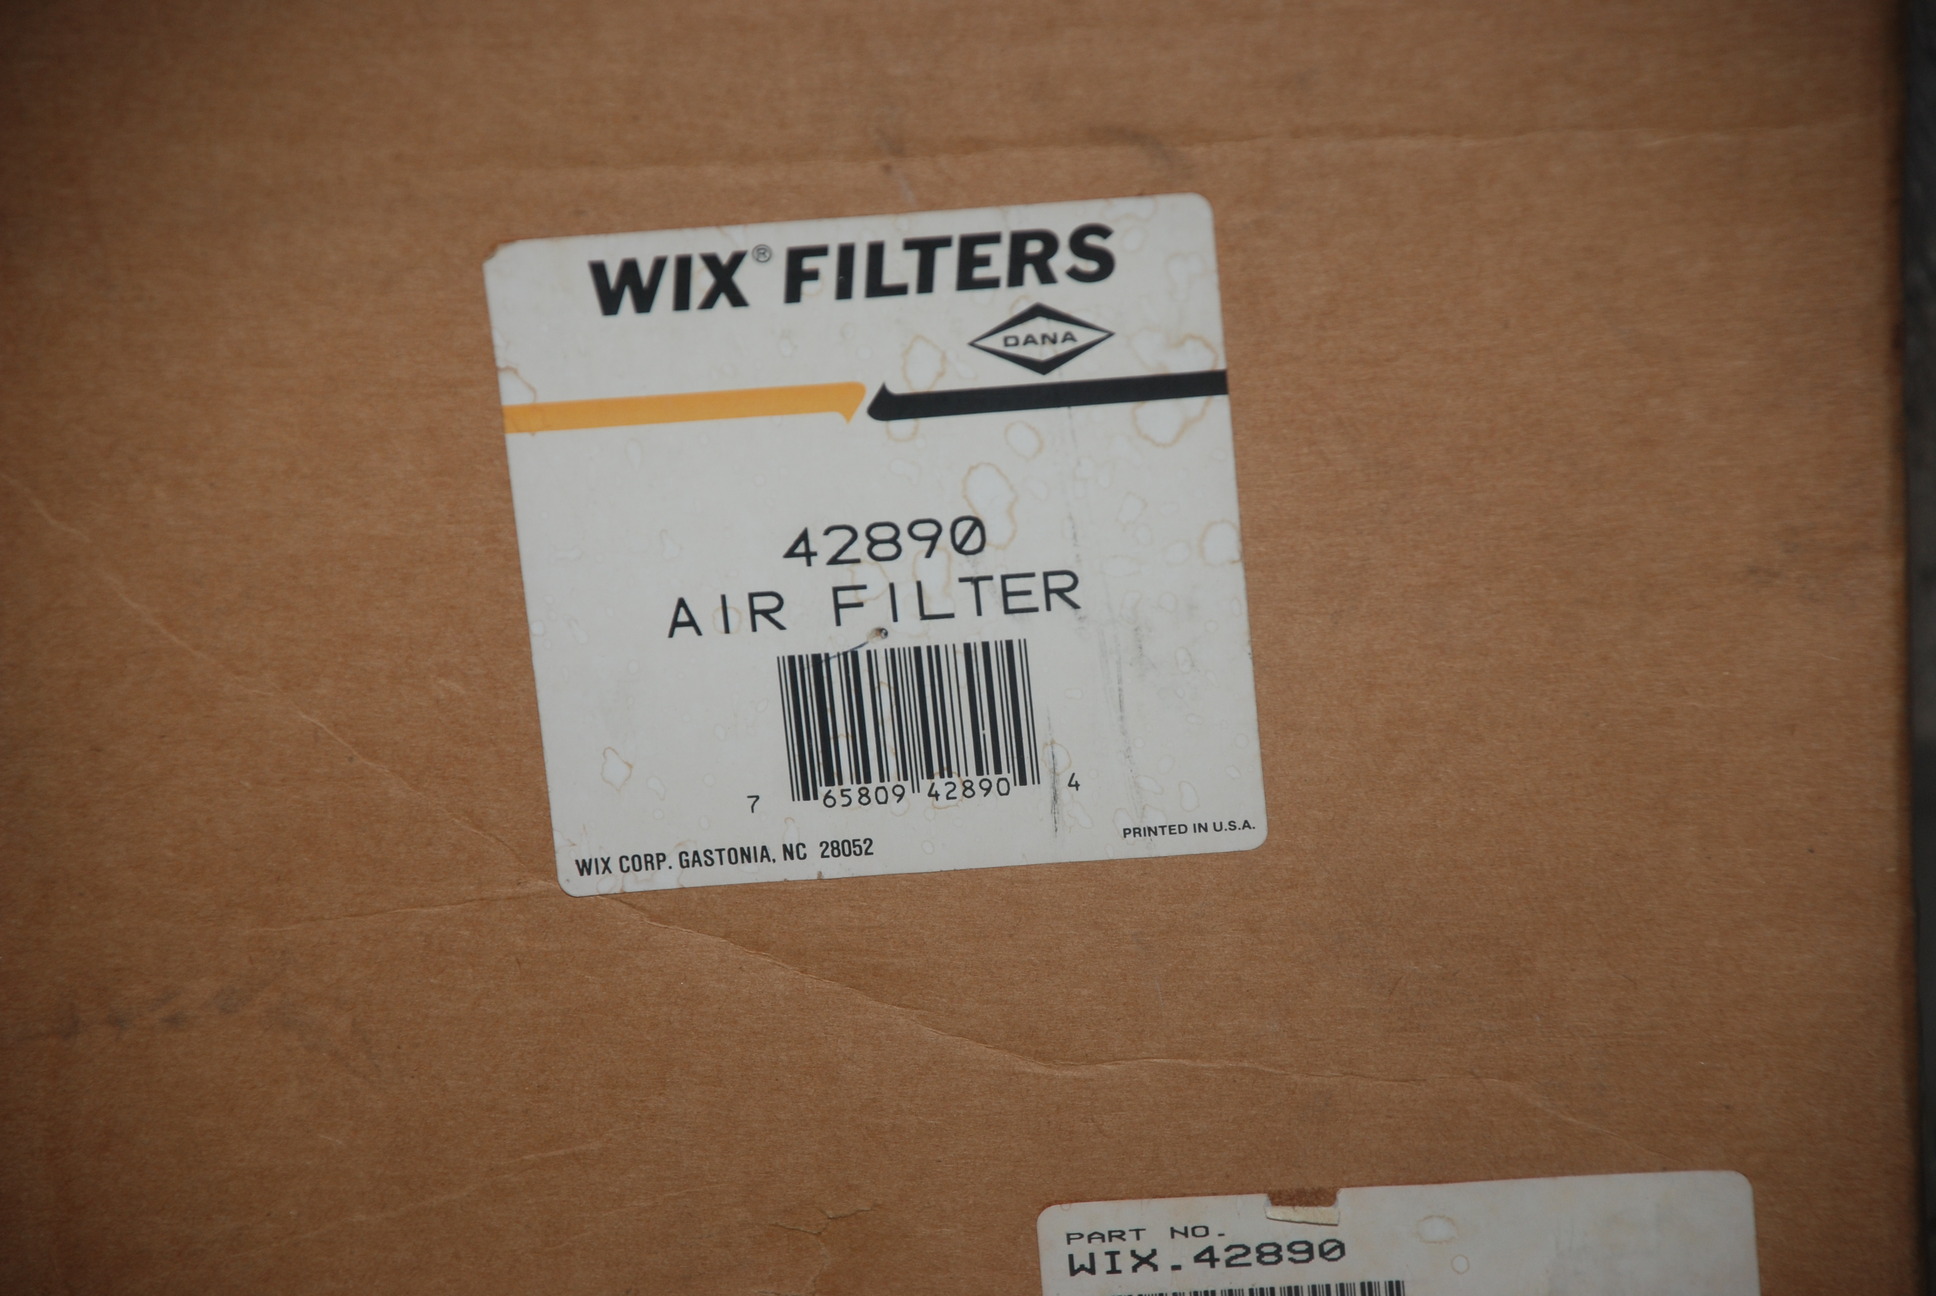 WIX® FILTERS
DANA
42890
AIR FILTER
7 65809 42890 4
PRINTED IN U.S.A.
WIX CORP. GASTONIA, NC 28052
PART NO.
WIX.42890